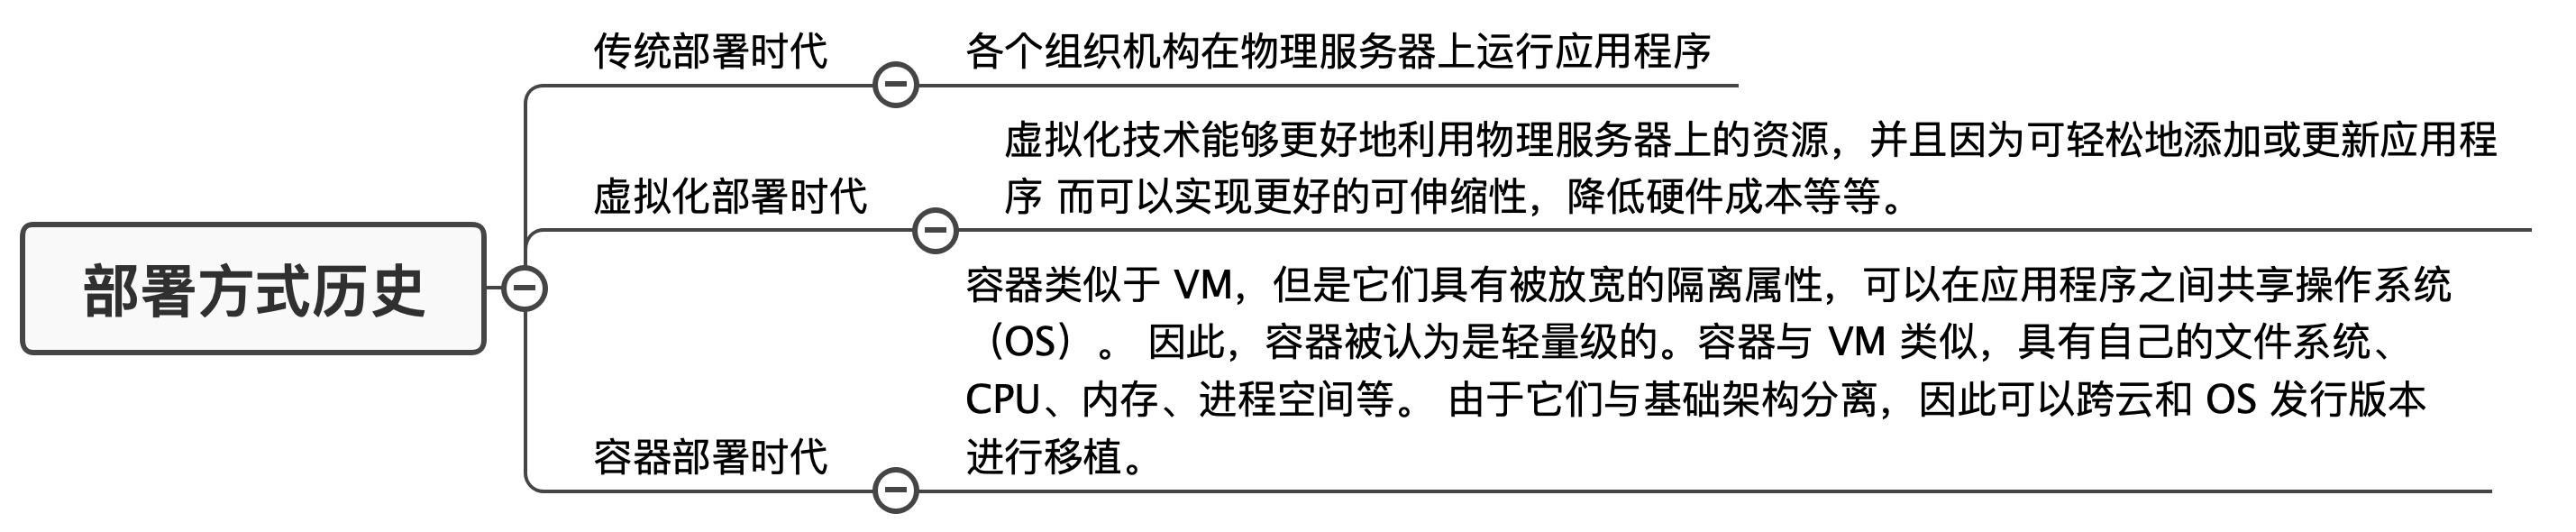 部署方式历史
传统部署时代
各个组织机构在物理服务器上运行应用程序
虚拟化部署时代
虚拟化技术能够更好地利用物理服务器上的资源，并且因为可轻松地添加或更新应用程
序 而可以实现更好的可伸缩性，降低硬件成本等等。
容器部署时代
容器类似于 VM，但是它们具有被放宽的隔离属性，可以在应用程序之间共享操作系统
（OS）。 因此，容器被认为是轻量级的。容器与 VM 类似，具有自己的文件系统、
CPU、内存、进程空间等。 由于它们与基础架构分离，因此可以跨云和 OS 发行版本
进行移植。